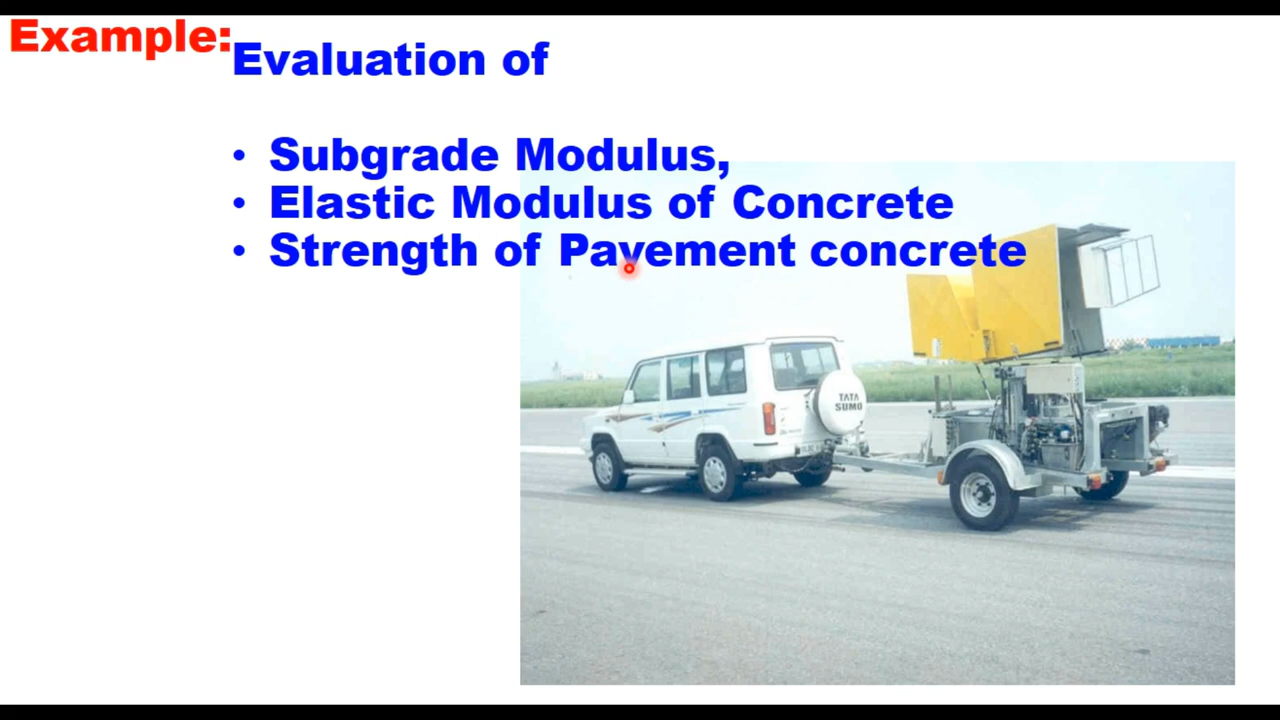 Example:
Evaluation of
• Subgrade Modulus,
• Elastic Modulus of Concrete
• Strength of Pavement concrete
TATA
SUMO